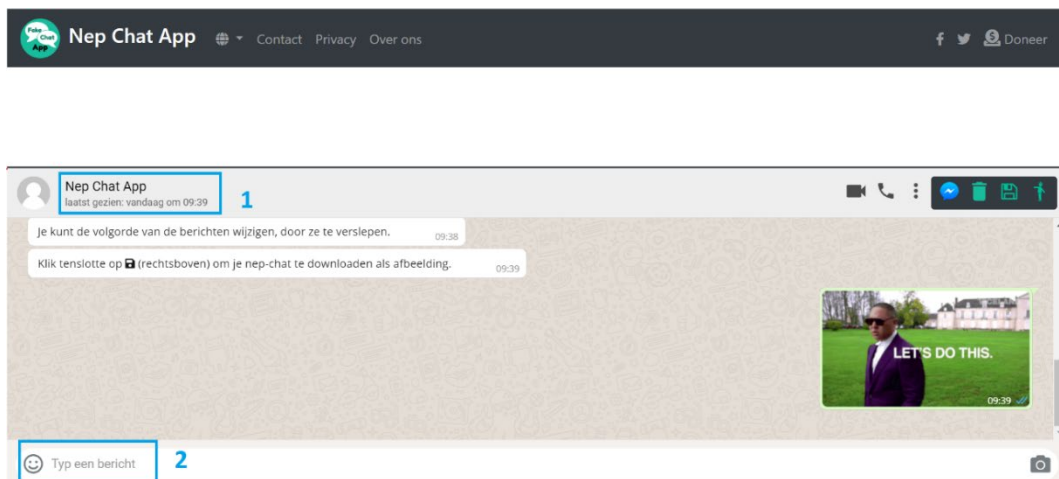 Fake Chat App
Nep Chat App Contact Privacy Over ons Doneer
Nep Chat App
laatst gezien: vandaag om 09:39
1
Je kunt de volgorde van de berichten wijzigen, door ze te verslepen. 09:38
Klik tenslotte op (rechtsboven) om je nep-chat te downloaden als afbeelding. 09:39
LET'S DO THIS.
09:39
Typ een bericht
2